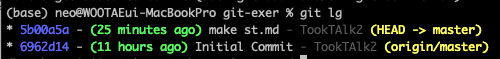 (base) neo@WOOTAEui-MacBookPro git-exer % git lg
* 5b00a5a - (25 minutes ago) make st.md - TookTAlk2 (HEAD -> master)
* 6962d14 - (11 hours ago) Initial Commit - TookTAlk2 (origin/master)